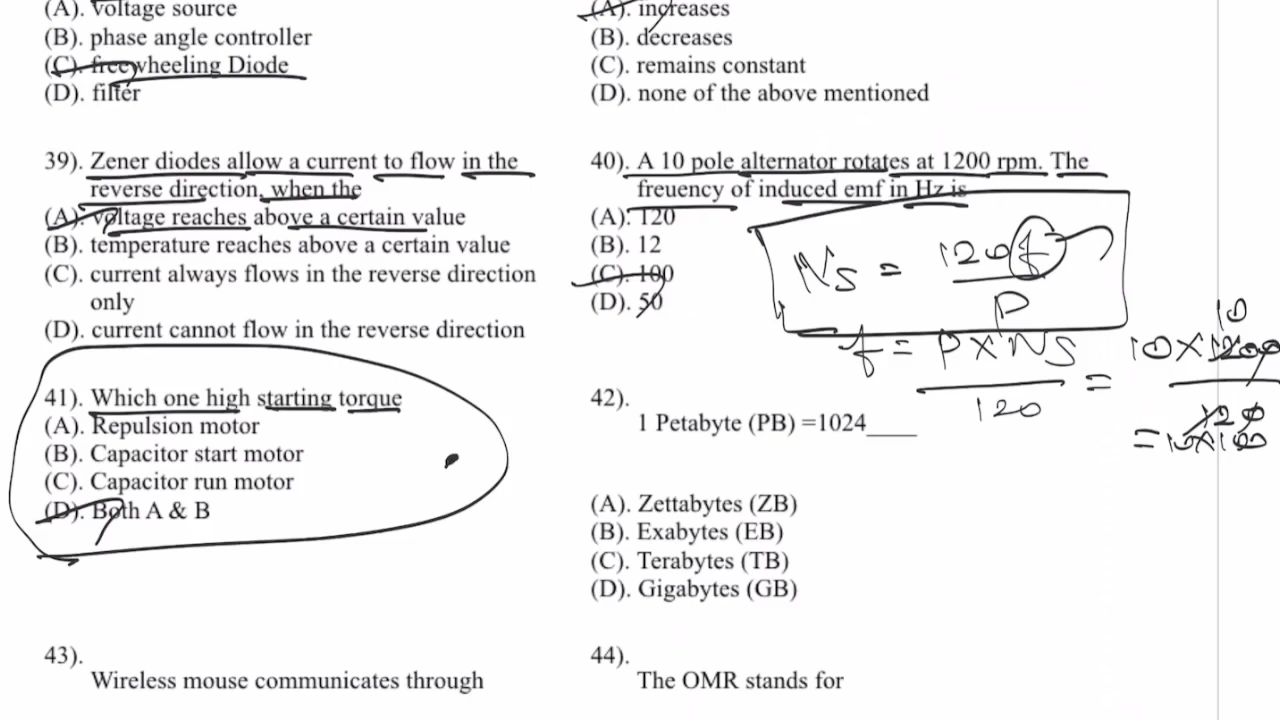 (A). voltage source
(B). phase angle controller
(C). freewheeling Diode
(D). filter
(A). increases
(B). decreases
(C). remains constant
(D). none of the above mentioned
39). Zener diodes allow a current to flow in the
reverse direction, when the
(A). voltage reaches above a certain value
(B). temperature reaches above a certain value
(C). current always flows in the reverse direction
only
(D). current cannot flow in the reverse direction
40). A 10 pole alternator rotates at 1200 rpm. The
freuency of induced emf in Hz is
(A). 120
(B). 12
(C). 100
(D). 50
Ns = 120f
P
f = P×Ns = 10×1200
120 120
10
= 10×10
41). Which one high starting torque
(A). Repulsion motor
(B). Capacitor start motor
(C). Capacitor run motor
(D). Both A & B
42).
1 Petabyte (PB) =1024____
(A). Zettabytes (ZB)
(B). Exabytes (EB)
(C). Terabytes (TB)
(D). Gigabytes (GB)
43).
Wireless mouse communicates through
44).
The OMR stands for